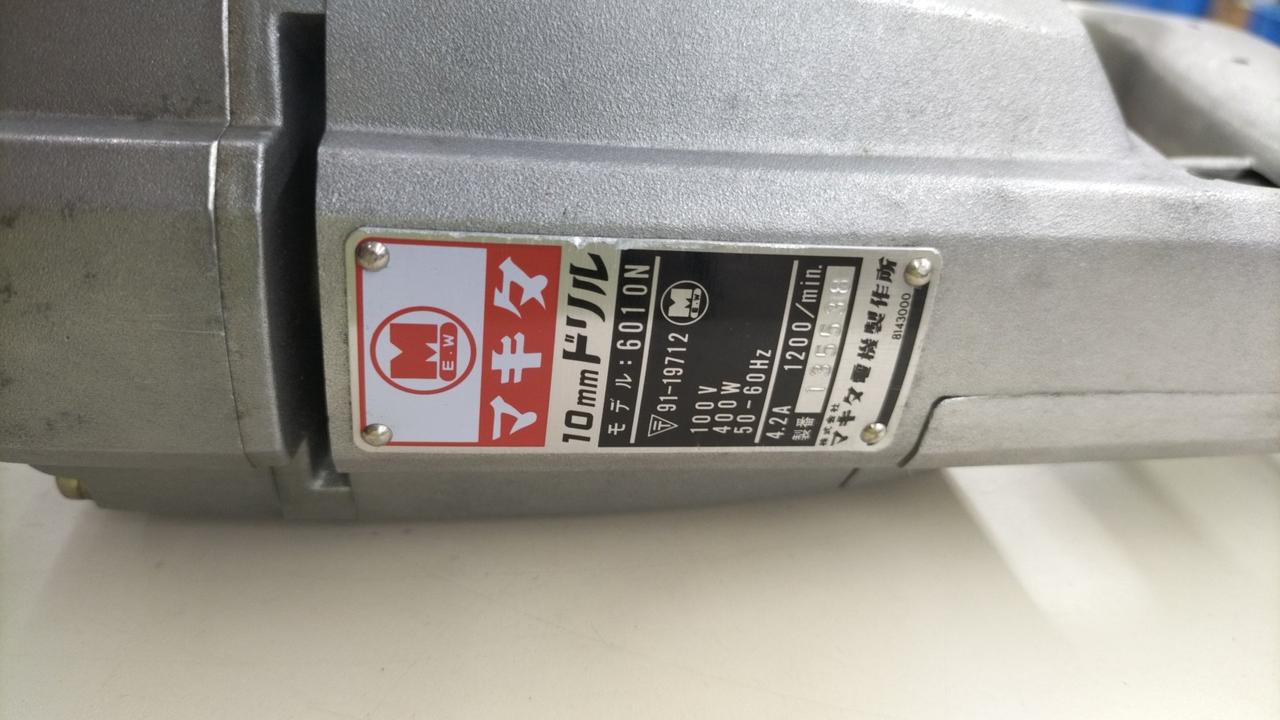 M
E.W
マキタ
10mmドリル
モデル:6010N
〒 91-19712 M E.W
100V
400W
50-60Hz
4.2A 1200/min.
製番 135538
株式会社
マキタ電機製作所
8143000